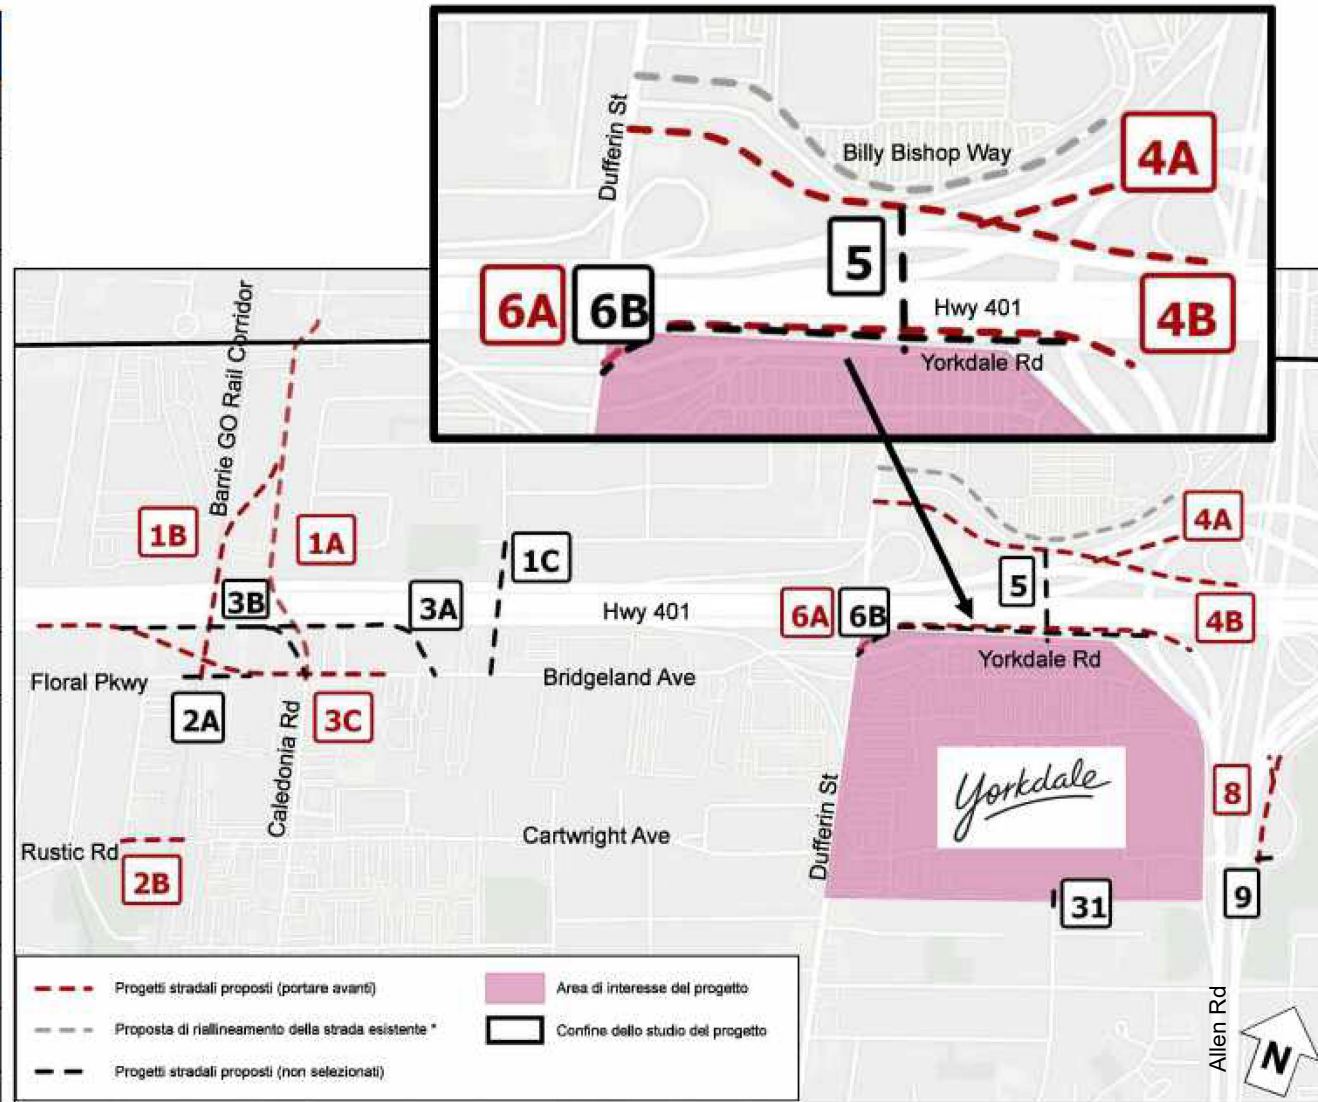 Dufferin St
Billy Bishop Way
4A
5
6A
6B
Hwy 401
4B
Yorkdale Rd
Barrie GO Rail Corridor
1B
1A
1C
3B
3A
Hwy 401
4A
5
6A
6B
4B
Yorkdale Rd
Floral Pkwy
Bridgeland Ave
2A
3C
Caledonia Rd
Dufferin St
Yorkdale
8
Rustic Rd
Cartwright Ave
2B
31
9
Allen Rd
N
Progetti stradali proposti (portare avanti)
Proposta di riallineamento della strada esistente *
Progetti stradali proposti (non selezionati)
Area di interesse del progetto
Confine dello studio del progetto